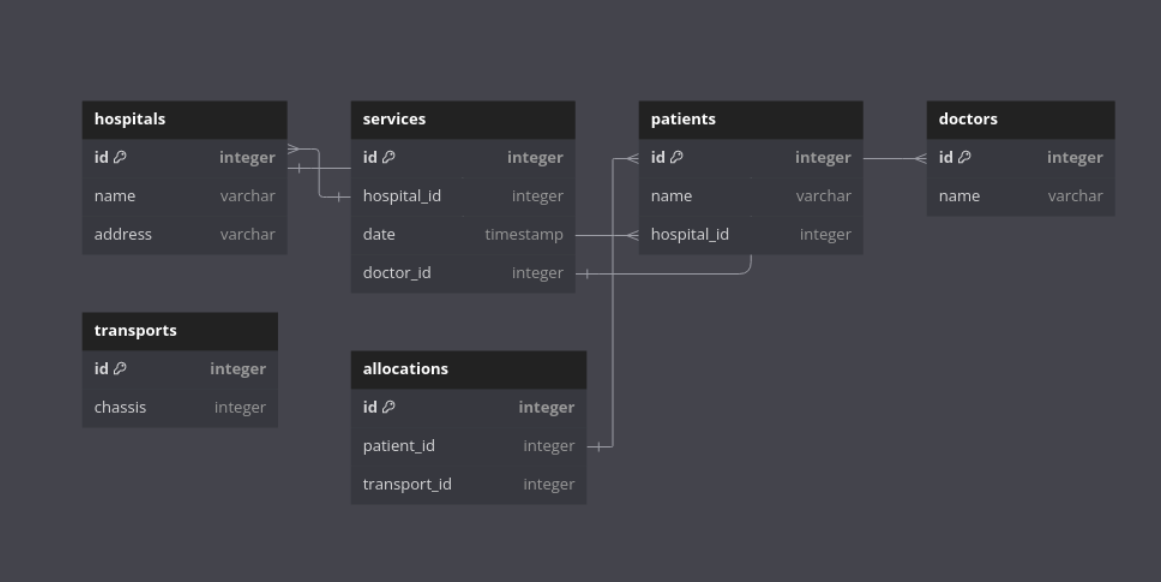 hospitals
id integer
name varchar
address varchar
services
id integer
hospital_id integer
date timestamp
doctor_id integer
patients
id integer
name varchar
hospital_id integer
doctors
id integer
name varchar
transports
id integer
chassis integer
allocations
id integer
patient_id integer
transport_id integer